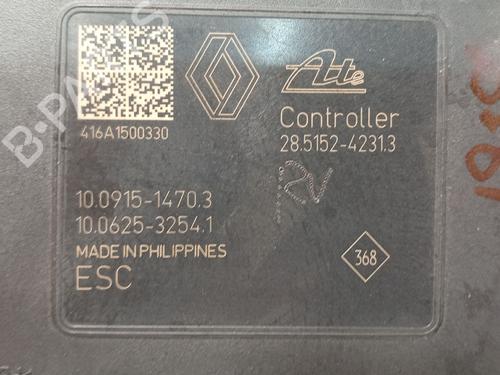 B-PARTS
Ate
416A1500330
Controller
28.5152-4231.3
12V
10.0915-1470.3
10.0625-3254.1
MADE IN PHILIPPINES
ESC
368